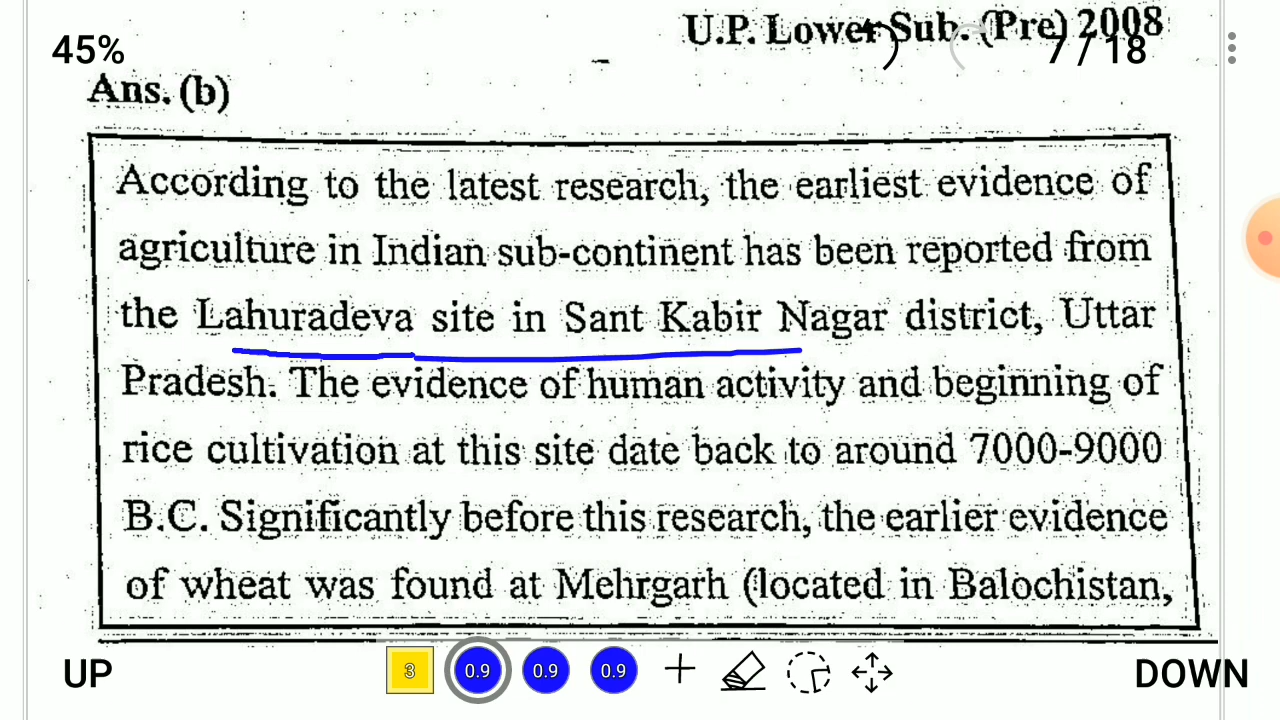 U.P. Lower Sub. (Pre) 2008
45%
7 / 18
Ans. (b)
According to the latest research, the earliest evidence of
agriculture in Indian sub-continent has been reported from
the Lahuradeva site in Sant Kabir Nagar district, Uttar
Pradesh. The evidence of human activity and beginning of
rice cultivation at this site date back to around 7000-9000
B.C. Significantly before this research, the earlier evidence
of wheat was found at Mehrgarh (located in Balochistan,
UP
3
0.9
0.9
0.9
DOWN